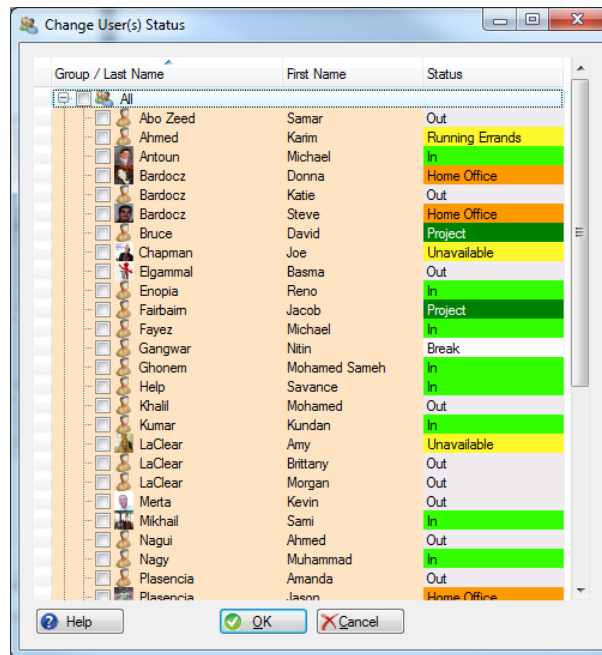 Change User(s) Status
Group / Last Name First Name Status
All
Abo Zeed Samar Out
Ahmed Karim Running Errands
Antoun Michael In
Bardocz Donna Home Office
Bardocz Katie Out
Bardocz Steve Home Office
Bruce David Project
Chapman Joe Unavailable
Elgammal Basma Out
Enopia Reno In
Fairbairn Jacob Project
Fayez Michael In
Gangwar Nitin Break
Ghonem Mohamed Sameh In
Help Savance In
Khalil Mohamed Out
Kumar Kundan In
LaClear Amy Unavailable
LaClear Brittany Out
LaClear Morgan Out
Merta Kevin Out
Mikhail Sami In
Nagui Ahmed Out
Nagy Muhammad In
Plasencia Amanda Out
Plasencia Jason Home Office
Help OK Cancel